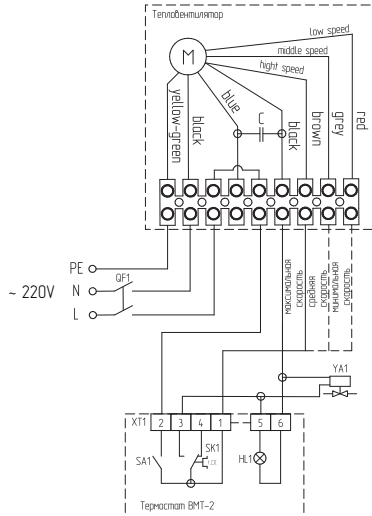 Тепловентилятор
low speed
middle speed
hight speed
M
yellow-green
black
blue
C
black
brown
grey
red
PE
~ 220V
N
QF1
L
максимальная скорость
средняя скорость
минимальная скорость
YA1
XT1
2
3
4
1
5
6
SA1
SK1
HL1
Термостат ВМТ-2